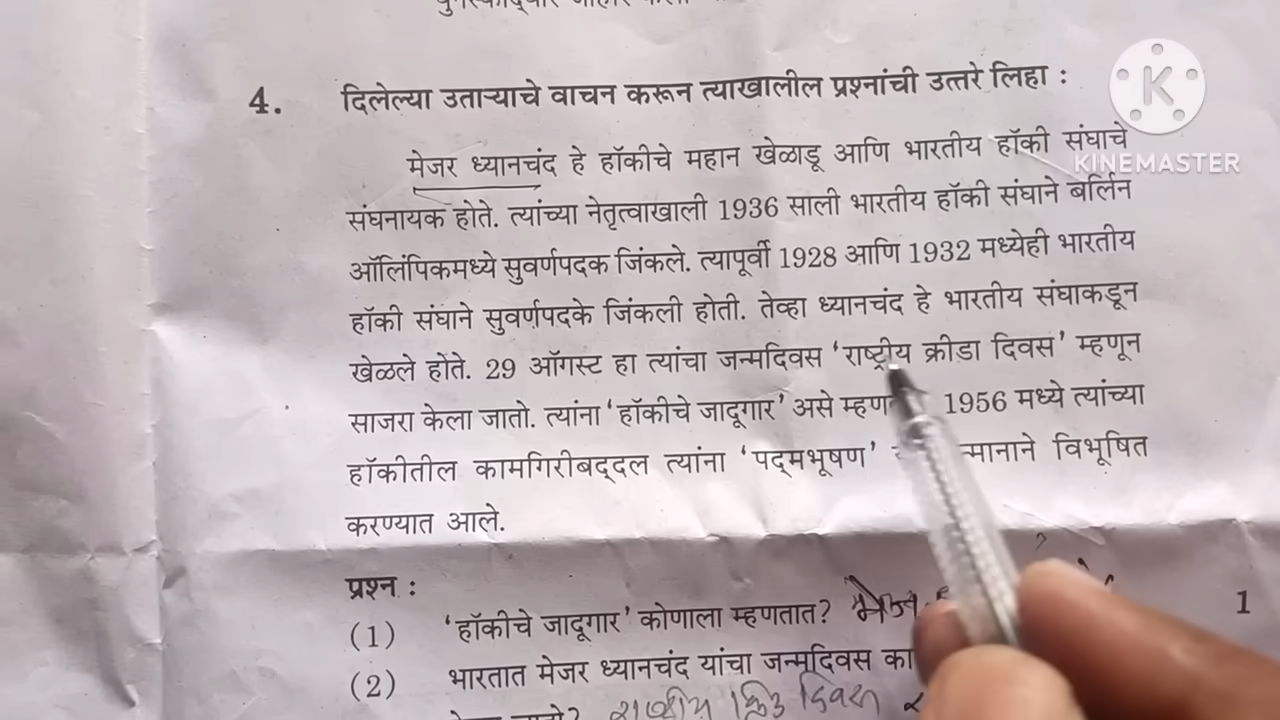 4. दिलेल्या उताऱ्याचे वाचन करून त्याखालील प्रश्नांची उत्तरे लिहा :
K
KINEMASTER
मेजर ध्यानचंद हे हॉकीचे महान खेळाडू आणि भारतीय हॉकी संघाचे
संघनायक होते. त्यांच्या नेतृत्वाखाली 1936 साली भारतीय हॉकी संघाने बर्लिन
ऑलिंपिकमध्ये सुवर्णपदक जिंकले. त्यापूर्वी 1928 आणि 1932 मध्येही भारतीय
हॉकी संघाने सुवर्णपदके जिंकली होती. तेव्हा ध्यानचंद हे भारतीय संघाकडून
खेळले होते. 29 ऑगस्ट हा त्यांचा जन्मदिवस ‘राष्ट्रीय क्रीडा दिवस’ म्हणून
साजरा केला जातो. त्यांना ‘हॉकीचे जादूगार’ असे 1956 मध्ये त्यांच्या
हॉकीतील कामगिरीबद्दल त्यांना ‘पद्मभूषण’ विभूषित
करण्यात आले.
प्रश्न :
(1) ‘हॉकीचे जादूगार’ कोणाला म्हणतात? 1
(2) भारतात मेजर ध्यानचंद यांचा जन्मदिवस